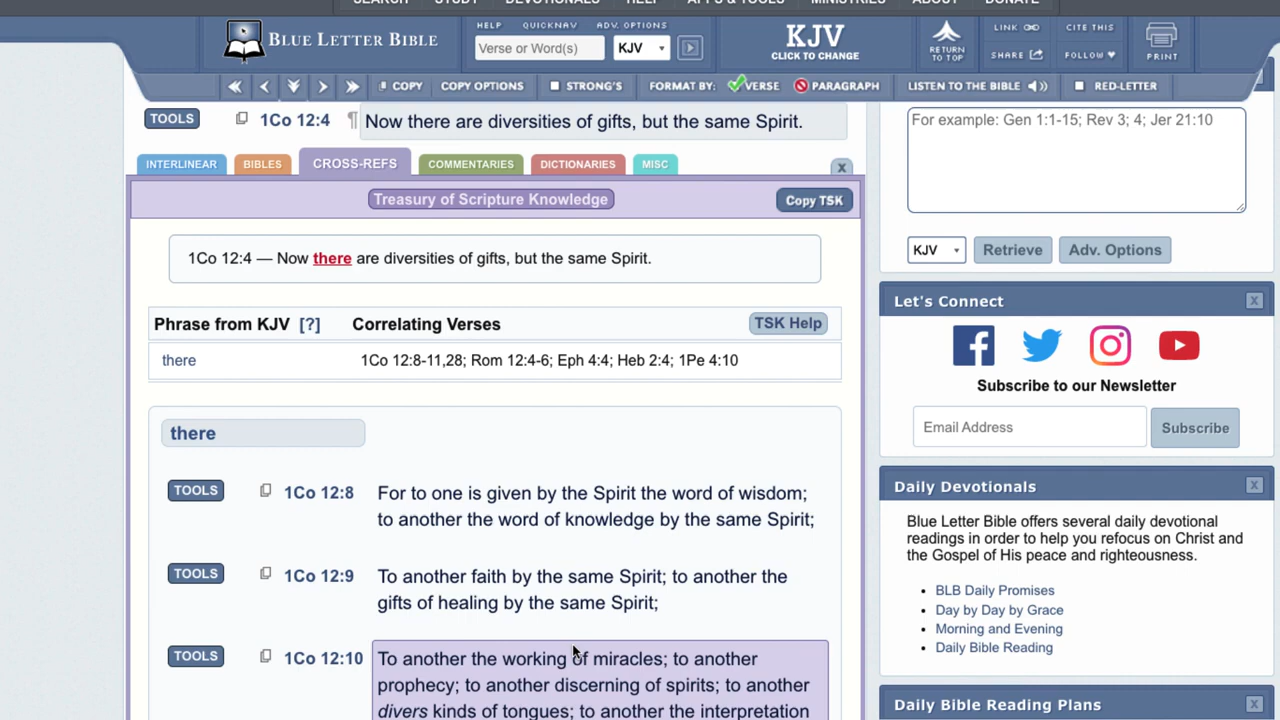 SEARCH STUDY DEVOTIONALS HELP APPS & TOOLS MINISTRIES ABOUT DONATE
BLUE LETTER BIBLE
HELP QUICKNAV ADV. OPTIONS
Verse or Word(s) KJV
KJV
CLICK TO CHANGE
RETURN
TO TOP
LINK
SHARE
CITE THIS
FOLLOW
PRINT
COPY COPY OPTIONS STRONG'S FORMAT BY: VERSE PARAGRAPH LISTEN TO THE BIBLE RED-LETTER
TOOLS 1Co 12:4 ¶ Now there are diversities of gifts, but the same Spirit.
INTERLINEAR BIBLES CROSS-REFS COMMENTARIES DICTIONARIES MISC X
Treasury of Scripture Knowledge Copy TSK
1Co 12:4 — Now there are diversities of gifts, but the same Spirit.
Phrase from KJV [?] Correlating Verses TSK Help
there 1Co 12:8-11,28; Rom 12:4-6; Eph 4:4; Heb 2:4; 1Pe 4:10
there
TOOLS 1Co 12:8 For to one is given by the Spirit the word of wisdom;
to another the word of knowledge by the same Spirit;
TOOLS 1Co 12:9 To another faith by the same Spirit; to another the
gifts of healing by the same Spirit;
TOOLS 1Co 12:10 To another the working of miracles; to another
prophecy; to another discerning of spirits; to another
divers kinds of tongues; to another the interpretation
For example: Gen 1:1-15; Rev 3; 4; Jer 21:10
KJV Retrieve Adv. Options
Let's Connect X
Subscribe to our Newsletter
Email Address Subscribe
Daily Devotionals X
Blue Letter Bible offers several daily devotional
readings in order to help you refocus on Christ and
the Gospel of His peace and righteousness.
• BLB Daily Promises
• Day by Day by Grace
• Morning and Evening
• Daily Bible Reading
Daily Bible Reading Plans X